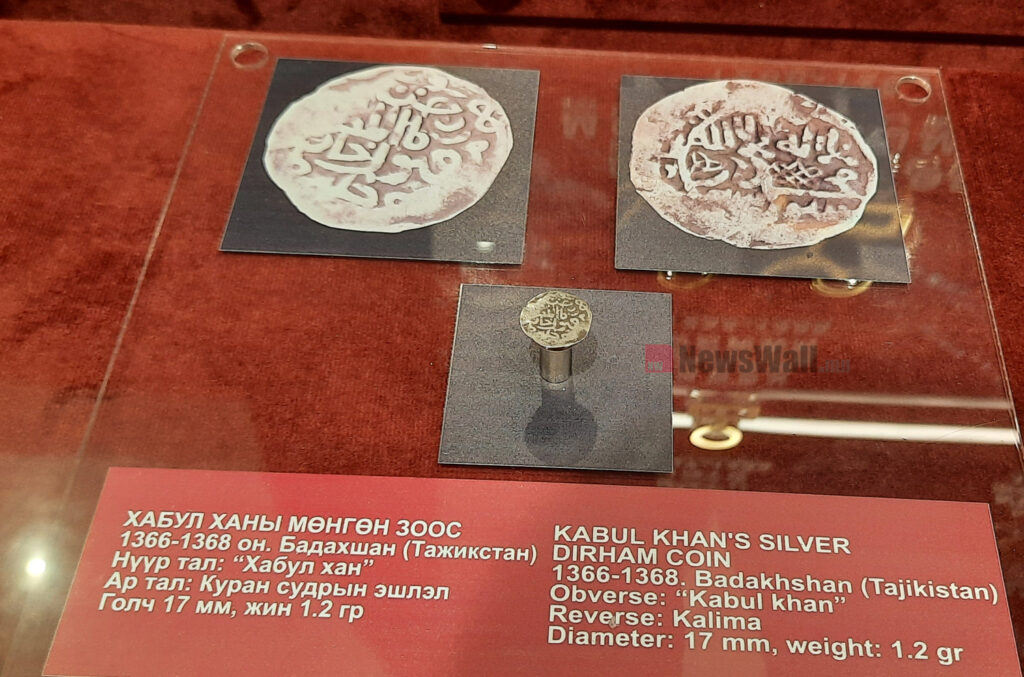 NewsWall
ХАБУЛ ХАНЫ МӨНГӨН ЗООС
1366-1368 он. Бадахшан (Тажикстан)
Нүүр тал: “Хабул хан”
Ар тал: Куран судрын эшлэл
Голч 17 мм, жин 1.2 гр
KABUL KHAN'S SILVER
DIRHAM COIN
1366-1368. Badakhshan (Tajikistan)
Obverse: “Kabul khan”
Reverse: Kalima
Diameter: 17 mm, weight: 1.2 gr